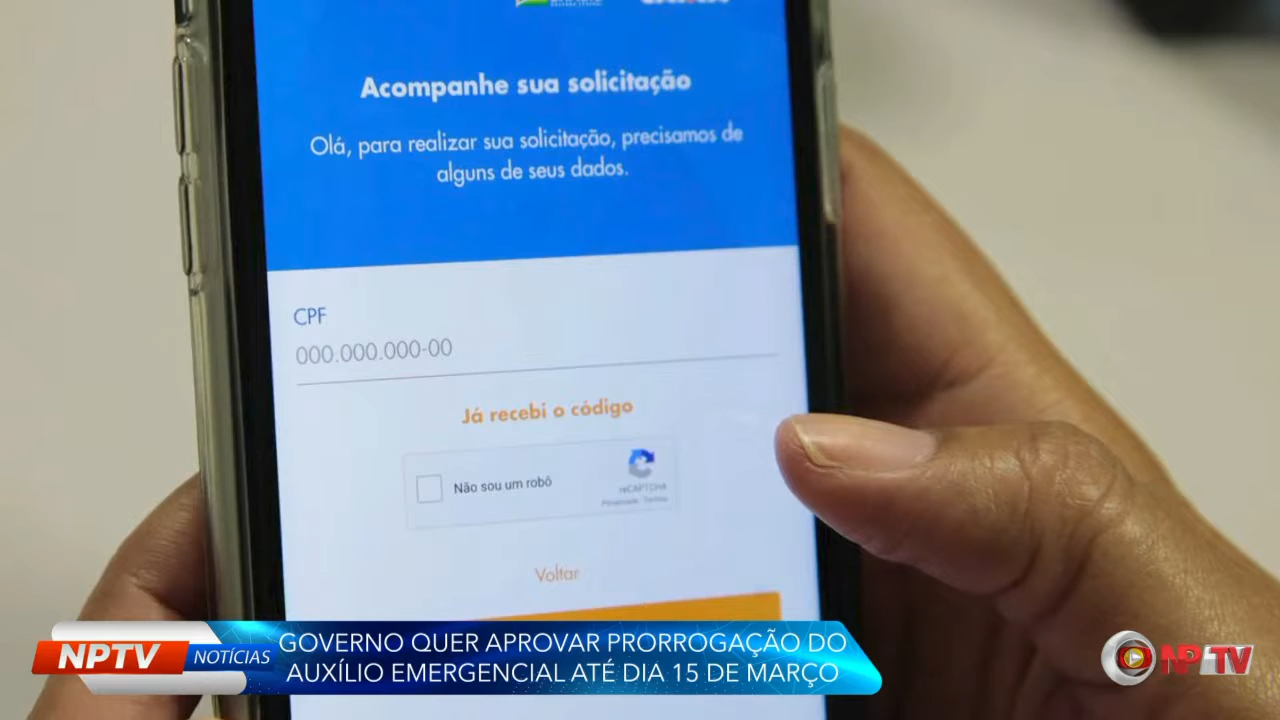 Acompanhe sua solicitação
Olá, para realizar sua solicitação, precisamos de
alguns de seus dados.
CPF
000.000.000-00
Já recebi o código
Não sou um robô
reCAPTCHA
Voltar
NPTV NOTÍCIAS
GOVERNO QUER APROVAR PRORROGAÇÃO DO
AUXÍLIO EMERGENCIAL ATÉ DIA 15 DE MARÇO
NPTV